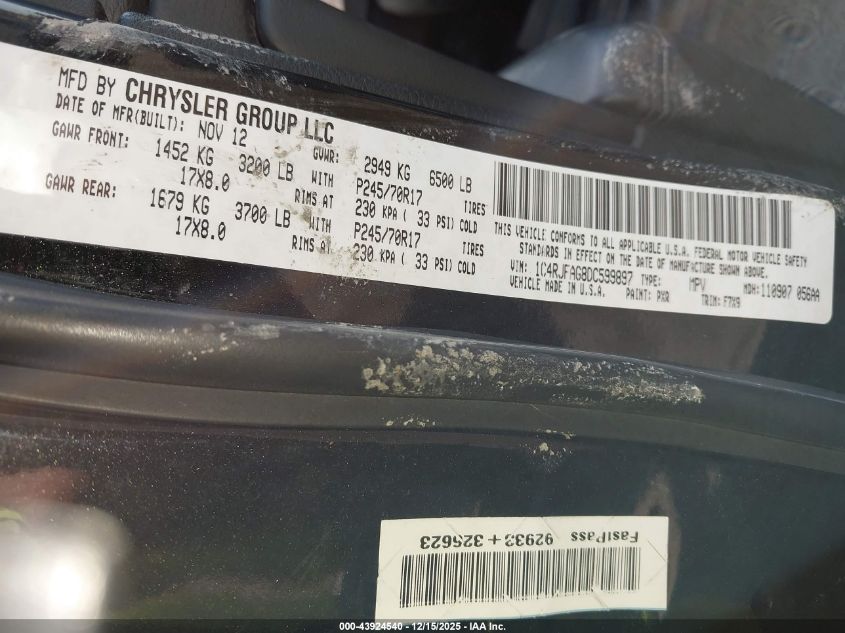 MFD BY CHRYSLER GROUP LLC
DATE OF MFR(BUILT): NOV 12 GVWR: 2949 KG 6500 LB
GAWR FRONT: 1452 KG 3200 LB WITH P245/70R17 TIRES
17X8.0 RIMS AT 230 KPA ( 33 PSI) COLD
GAWR REAR: 1679 KG 3700 LB WITH P245/70R17 TIRES
17X8.0 RIMS AT 230 KPA ( 33 PSI) COLD
THIS VEHICLE CONFORMS TO ALL APPLICABLE U.S.A. FEDERAL MOTOR VEHICLE SAFETY
STANDARDS IN EFFECT ON THE DATE OF MANUFACTURE SHOWN ABOVE.
VIN: 1C4RJFAG8DC599897 TYPE: MPV MDH: 110907 056AA
VEHICLE MADE IN U.S.A. PAINT: PXR TRIM: F7X9
FastPass 92933 + 325623
000-43924540 - 12/15/2025 - IAA Inc.